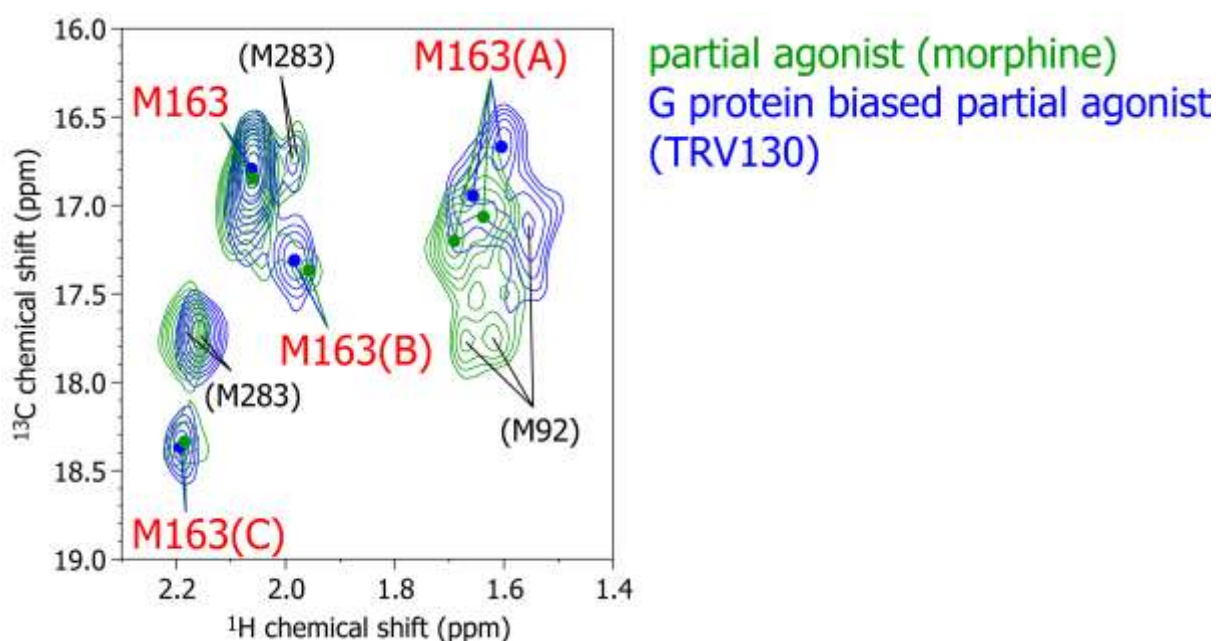 16.0
16.5
17.0
17.5
18.0
18.5
19.0
¹³C chemical shift (ppm)
(M283)
M163(A)
M163
M163(B)
(M283)
(M92)
M163(C)
2.2 2.0 1.8 1.6 1.4
¹H chemical shift (ppm)
partial agonist (morphine)
G protein biased partial agonist
(TRV130)